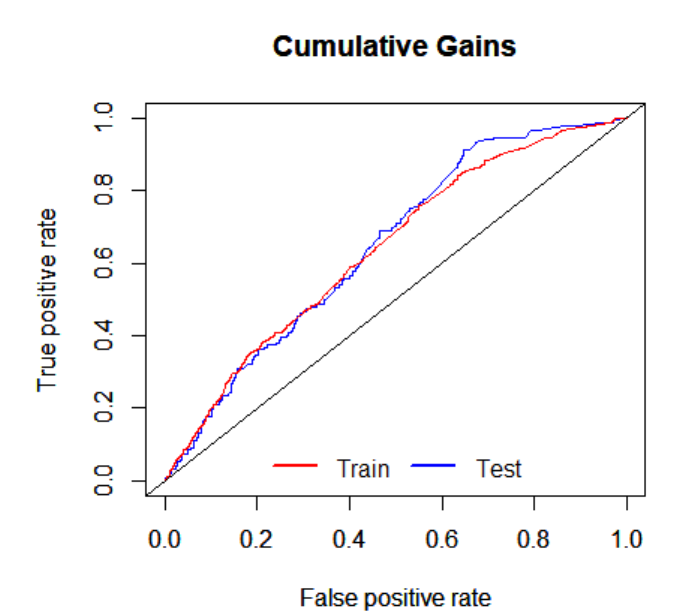 Cumulative Gains
True positive rate
1.0
0.8
0.6
0.4
0.2
0.0
Train
Test
0.0 0.2 0.4 0.6 0.8 1.0
False positive rate